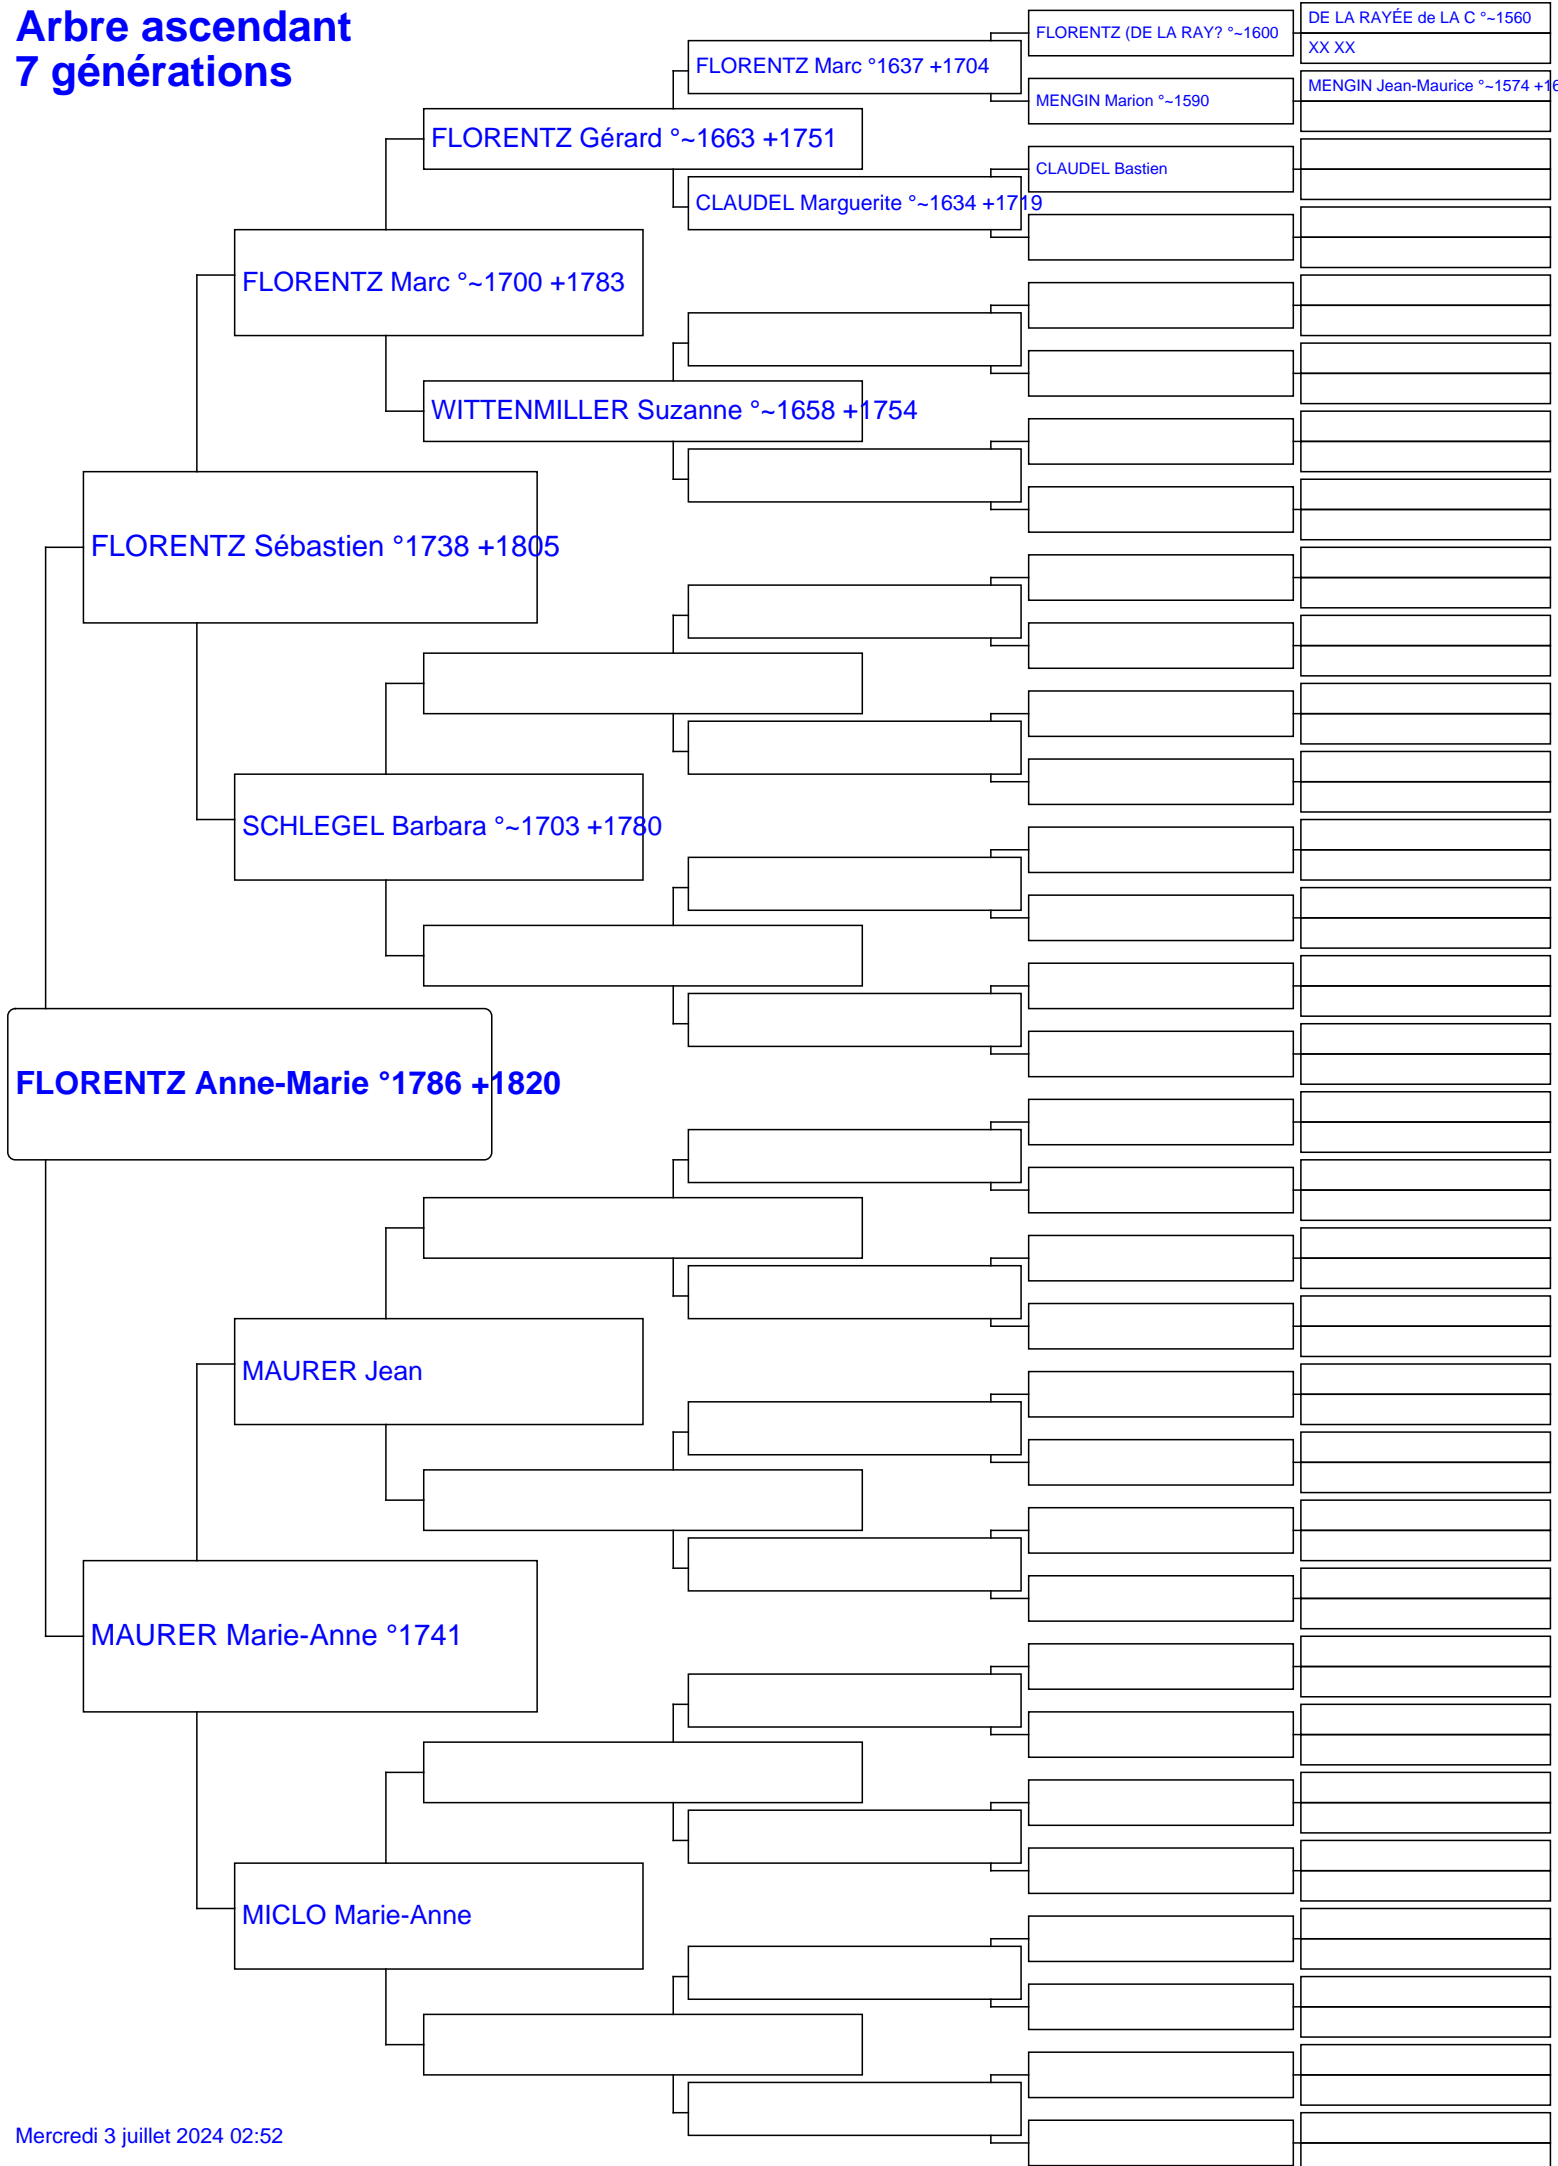 Arbre ascendant
7 générations
FLORENTZ (DE LA RAY? °~1600
DE LA RAYÉE de LA C °~1560
XX XX
FLORENTZ Marc °1637 +1704
MENGIN Marion °~1590
MENGIN Jean-Maurice °~1574 +16
FLORENTZ Gérard °~1663 +1751
CLAUDEL Bastien
CLAUDEL Marguerite °~1634 +1719
FLORENTZ Marc °~1700 +1783
WITTENMILLER Suzanne °~1658 +1754
FLORENTZ Sébastien °1738 +1805
SCHLEGEL Barbara °~1703 +1780
FLORENTZ Anne-Marie °1786 +1820
MAURER Jean
MAURER Marie-Anne °1741
MICLO Marie-Anne
Mercredi 3 juillet 2024 02:52